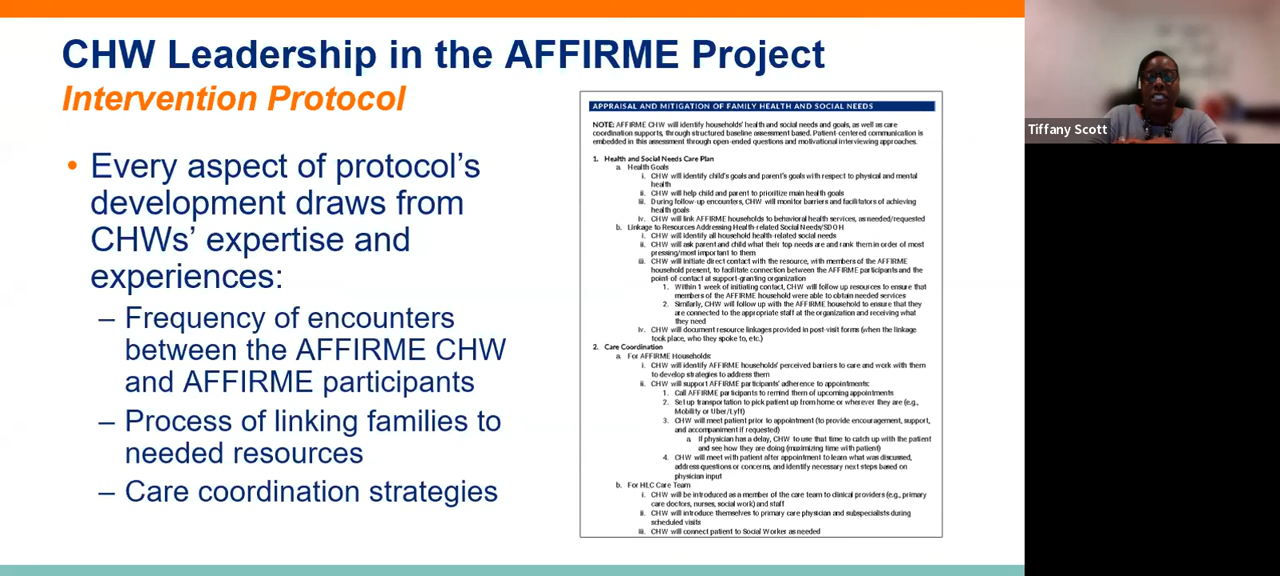 CHW Leadership in the AFFIRME Project
Intervention Protocol
• Every aspect of protocol's
development draws from
CHWs' expertise and
experiences:
– Frequency of encounters
between the AFFIRME CHW
and AFFIRME participants
– Process of linking families to
needed resources
– Care coordination strategies
APPRAISAL AND MITIGATION OF FAMILY HEALTH AND SOCIAL NEEDS
NOTE: AFFIRME CHW will identify households' health and social needs and goals, as well as care
coordination supports, through structured baseline assessment based. Patient-centered communication is
embedded in this assessment through open-ended questions and motivational interviewing approaches.
1. Health and Social Needs Care Plan
a. Health Goals
i. CHW will identify child's goals and parent's goals with respect to physical and mental
health
ii. CHW will help child and parent to prioritize main health goals
iii. During follow-up encounters, CHW will monitor barriers and facilitators of achieving
health goals
iv. CHW will link AFFIRME households to behavioral health services, as needed/requested
b. Linkage to Resources Addressing Health-related Social Needs/SDOH
i. CHW will identify all household health-related social needs
ii. CHW will ask parent and child what their top needs are and rank them in order of most
pressing/most important to them
iii. CHW will initiate direct contact with the resource, with members of the AFFIRME
household present, to facilitate connection between the AFFIRME participants and the
point of contact at support-granting organization
1. Within 1 week of initiating contact, CHW will follow up resources to ensure that
members of the AFFIRME household were able to obtain needed services
2. Similarly, CHW will follow up with the AFFIRME household to ensure that they
are connected to the appropriate staff at the organization and receiving what
they need
iv. CHW will document resource linkages provided in post-visit forms (when the linkage
took place, who they spoke to, etc.)
2. Care Coordination
a. For AFFIRME Households:
i. CHW will identify AFFIRME households' perceived barriers to care and work with them
to develop strategies to address them
ii. CHW will support AFFIRME participants' adherence to appointments:
1. Call AFFIRME participants to remind them of upcoming appointments
2. Set up transportation to pick patient up from home or wherever they are (e.g.,
Mobility or Uber/Lyft)
3. CHW will meet patient prior to appointment (to provide encouragement, support,
and accompaniment if requested)
a. If physician has a delay, CHW to use that time to catch up with the patient
and see how they are doing (maximizing time with patient)
4. CHW will meet with patient after appointment to learn what was discussed,
address questions or concerns, and identify necessary next steps based on
physician input
b. For HLC Care Team
i. CHW will be introduced as a member of the care team to clinical providers (e.g., primary
care doctors, nurses, social work) and staff
ii. CHW will introduce themselves to primary care physician and subspecialists during
scheduled visits
iii. CHW will connect patient to Social Worker as needed
Tiffany Scott